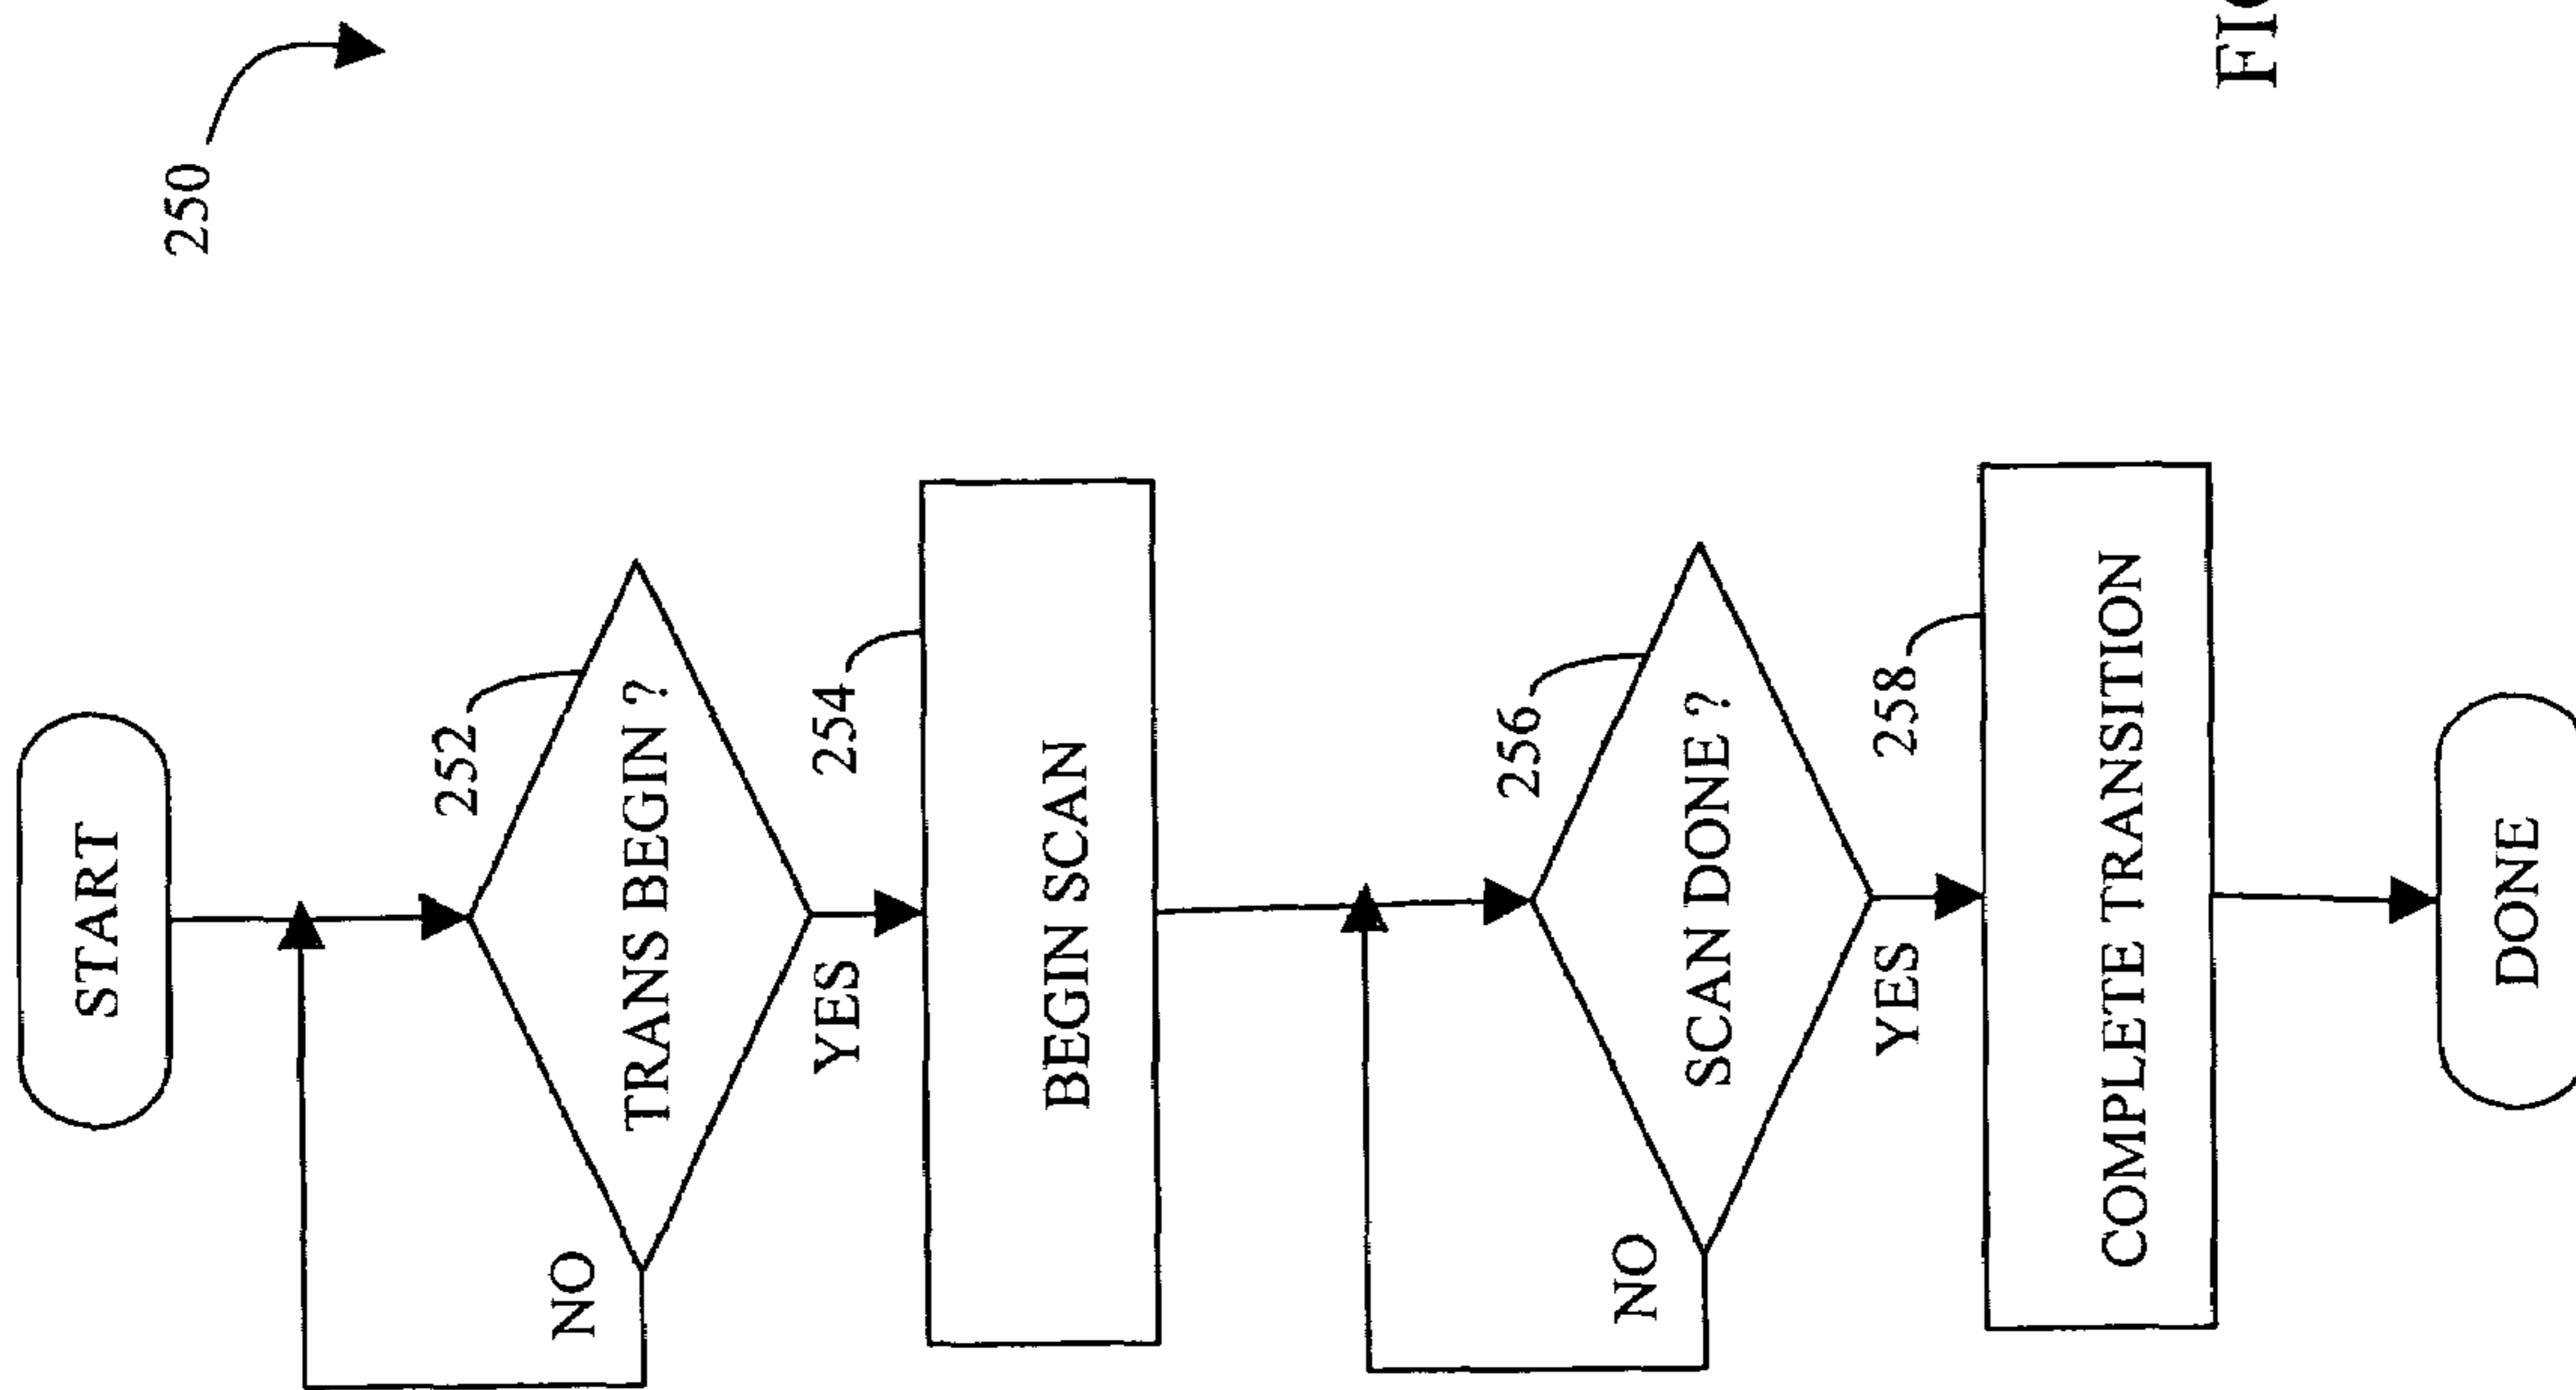 250
START
252
TRANS BEGIN ?
NO
YES
254
BEGIN SCAN
256
SCAN DONE ?
NO
YES
258
COMPLETE TRANSITION
DONE